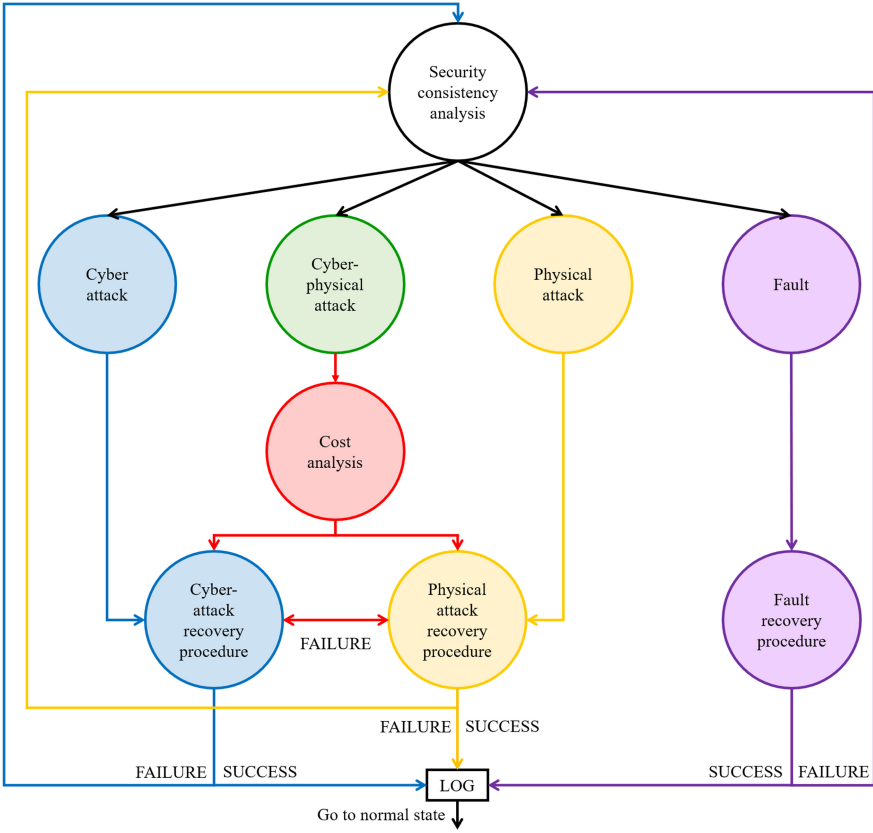 Security
consistency
analysis
Cyber
attack
Cyber-
physical
attack
Physical
attack
Fault
Cost
analysis
Cyber-
attack
recovery
procedure
FAILURE
Physical
attack
recovery
procedure
Fault
recovery
procedure
FAILURE SUCCESS
FAILURE SUCCESS
SUCCESS FAILURE
LOG
Go to normal state